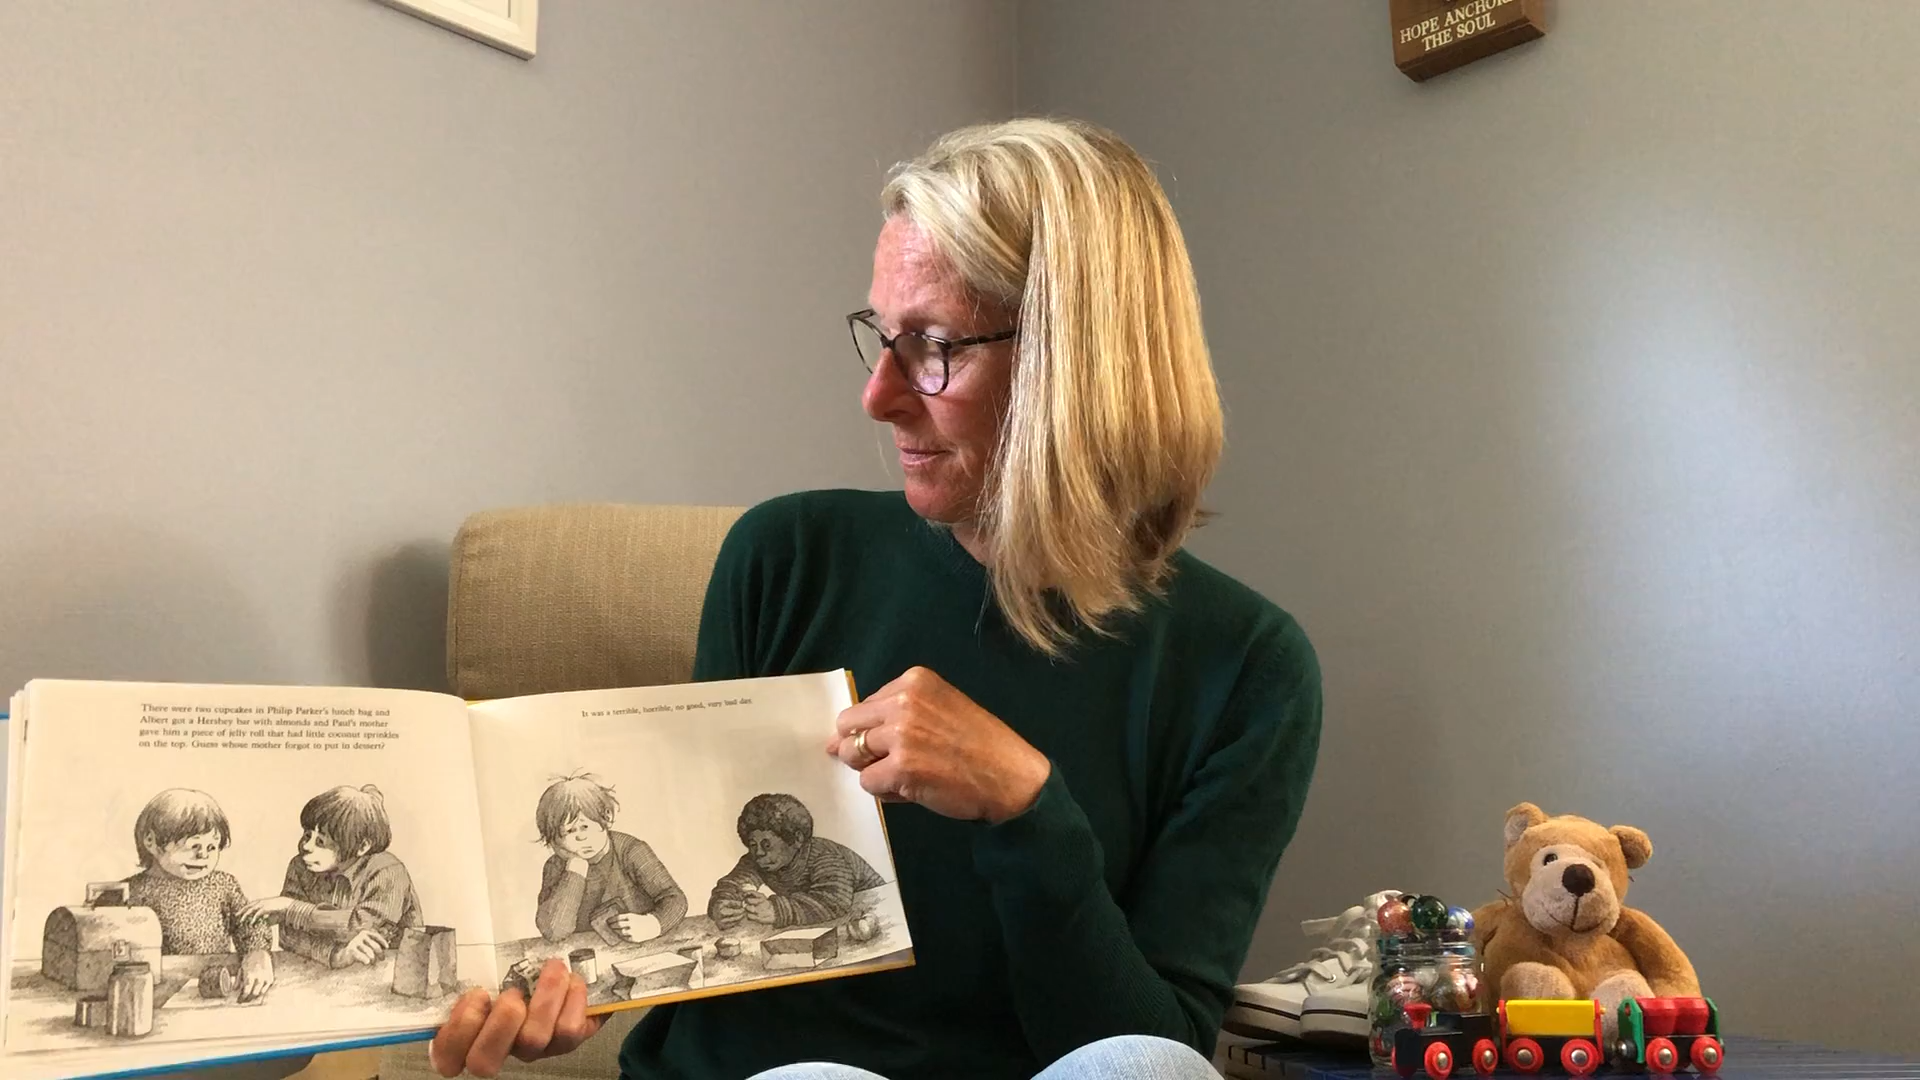 HOPE ANCHORS
THE SOUL
There were two cupcakes in Philip Parker's lunch bag and
Albert got a Hershey bar with almonds and Paul's mother
gave him a piece of jelly roll that had little coconut sprinkles
on the top. Guess whose mother forgot to put in dessert?
It was a terrible, horrible, no good, very bad day.